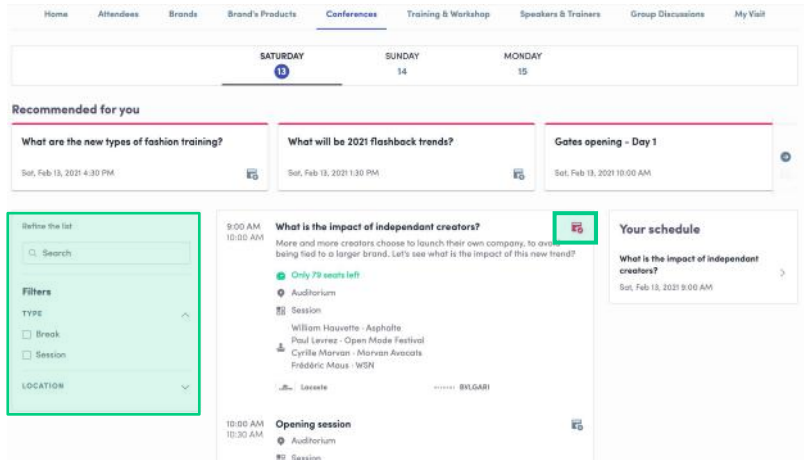 Home Attendees Brands Brand's Products Conferences Training & Workshop Speakers & Trainers Group Discussions My Visit
SATURDAY SUNDAY MONDAY
13 14 15
Recommended for you
What are the new types of fashion training?
Sat, Feb 13, 2021 4:30 PM
What will be 2021 flashback trends?
Sat, Feb 13, 2021 1:30 PM
Gates opening - Day 1
Sat, Feb 13, 2021 10:00 AM
Refine the list
Search
Filters
TYPE
Break
Session
LOCATION
9:00 AM
10:00 AM
What is the impact of independant creators?
More and more creators choose to launch their own company, to avo
being tied to a larger brand. Let's see what is the impact of this new trend?
Only 79 seats left
Auditorium
Session
William Hauvette - Asphalte
Paul Levrez - Open Mode Festival
Cyrille Morvan - Morvan Avocats
Frédéric Maus - WSN
Lacoste BVLGARI
10:00 AM
10:30 AM
Opening session
Auditorium
Session
Your schedule
What is the impact of independant
creators?
Sat, Feb 13, 2021 9:00 AM